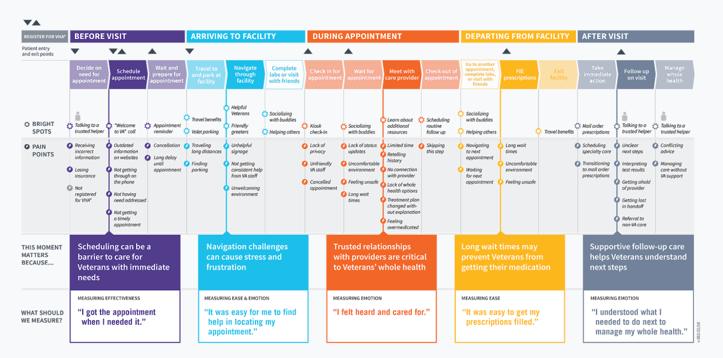 REGISTER FOR VHA*
BEFORE VISIT
ARRIVING TO FACILITY
DURING APPOINTMENT
DEPARTING FROM FACILITY
AFTER VISIT
Patient entry
and exit points
Decide on
need for
appointment
Schedule
appointment
Wait and
prepare for
appointment
Travel to
and park at
facility
Navigate
through
facility
Complete
labs or visit
with friends
Check in for
appointment
Wait for
appointment
Meet with
care provider
Check-out of
appointment
Go to another
appointment,
complete labs,
or visit with
friends
Fill
prescriptions
Exit
facility
Take
immediate
action
Follow up
on visit
Manage
whole
health
BRIGHT
SPOTS
Talking to a
trusted helper
"Welcome
to VA" call
Appointment
reminder
Travel benefits
Valet parking
Helpful
Veterans
Friendly
greeters
Socializing
with buddies
Helping others
Kiosk
check-in
Socializing
with buddies
Helping others
Learn about
additional
resources
Scheduling
routine
follow up
Socializing
with buddies
Helping others
Travel benefits
Mail order
prescriptions
Talking to a
trusted helper
Talking to a
trusted helper
PAIN
POINTS
Receiving
incorrect
information
Losing
insurance
Not
registered
for VHA*
Outdated
information
on websites
Not getting
through on
the phone
Not having
need addressed
Not getting
a timely
appointment
Cancellation
Long delay
until
appointment
Traveling
long distances
Finding
parking
Unhelpful
signage
Not getting
consistent help
from VA staff
Unwelcoming
environment
Lack of
privacy
Unfriendly
VA staff
Cancelled
appointment
Lack of status
updates
Uncomfortable
environment
Feeling unsafe
Long wait
times
Limited time
Retelling
history
No connection
with provider
Lack of whole
health options
Treatment plan
changed with-
out explanation
Feeling
overmedicated
Skipping
this step
Navigating
to next
appointment
Waiting
for next
appointment
Long wait
times
Uncomfortable
environment
Feeling unsafe
Scheduling
specialty care
Transitioning
to mail order
prescriptions
Unclear
next steps
Interpreting
test results
Getting ahold
of provider
Getting lost
in handoff
Referral to
non-VA care
Conflicting
advice
Managing
care without
VA support
THIS MOMENT
MATTERS
BECAUSE....
Scheduling can be a
barrier to care for
Veterans with immediate
needs
Navigation challenges
can cause stress and
frustration
Trusted relationships
with providers are critical
to Veterans' whole health
Long wait times may
prevent Veterans from
getting their medication
Supportive follow-up care
helps Veterans understand
next steps
WHAT SHOULD
WE MEASURE?
MEASURING EFFECTIVENESS
"I got the appointment
when I needed it."
MEASURING EASE & EMOTION
"It was easy for me to find
help in locating my
appointment."
MEASURING EMOTION
"I felt heard and cared for."
MEASURING EASE
"It was easy to get my
prescriptions filled."
MEASURING EMOTION
"I understood what I
needed to do next to
manage my whole health."